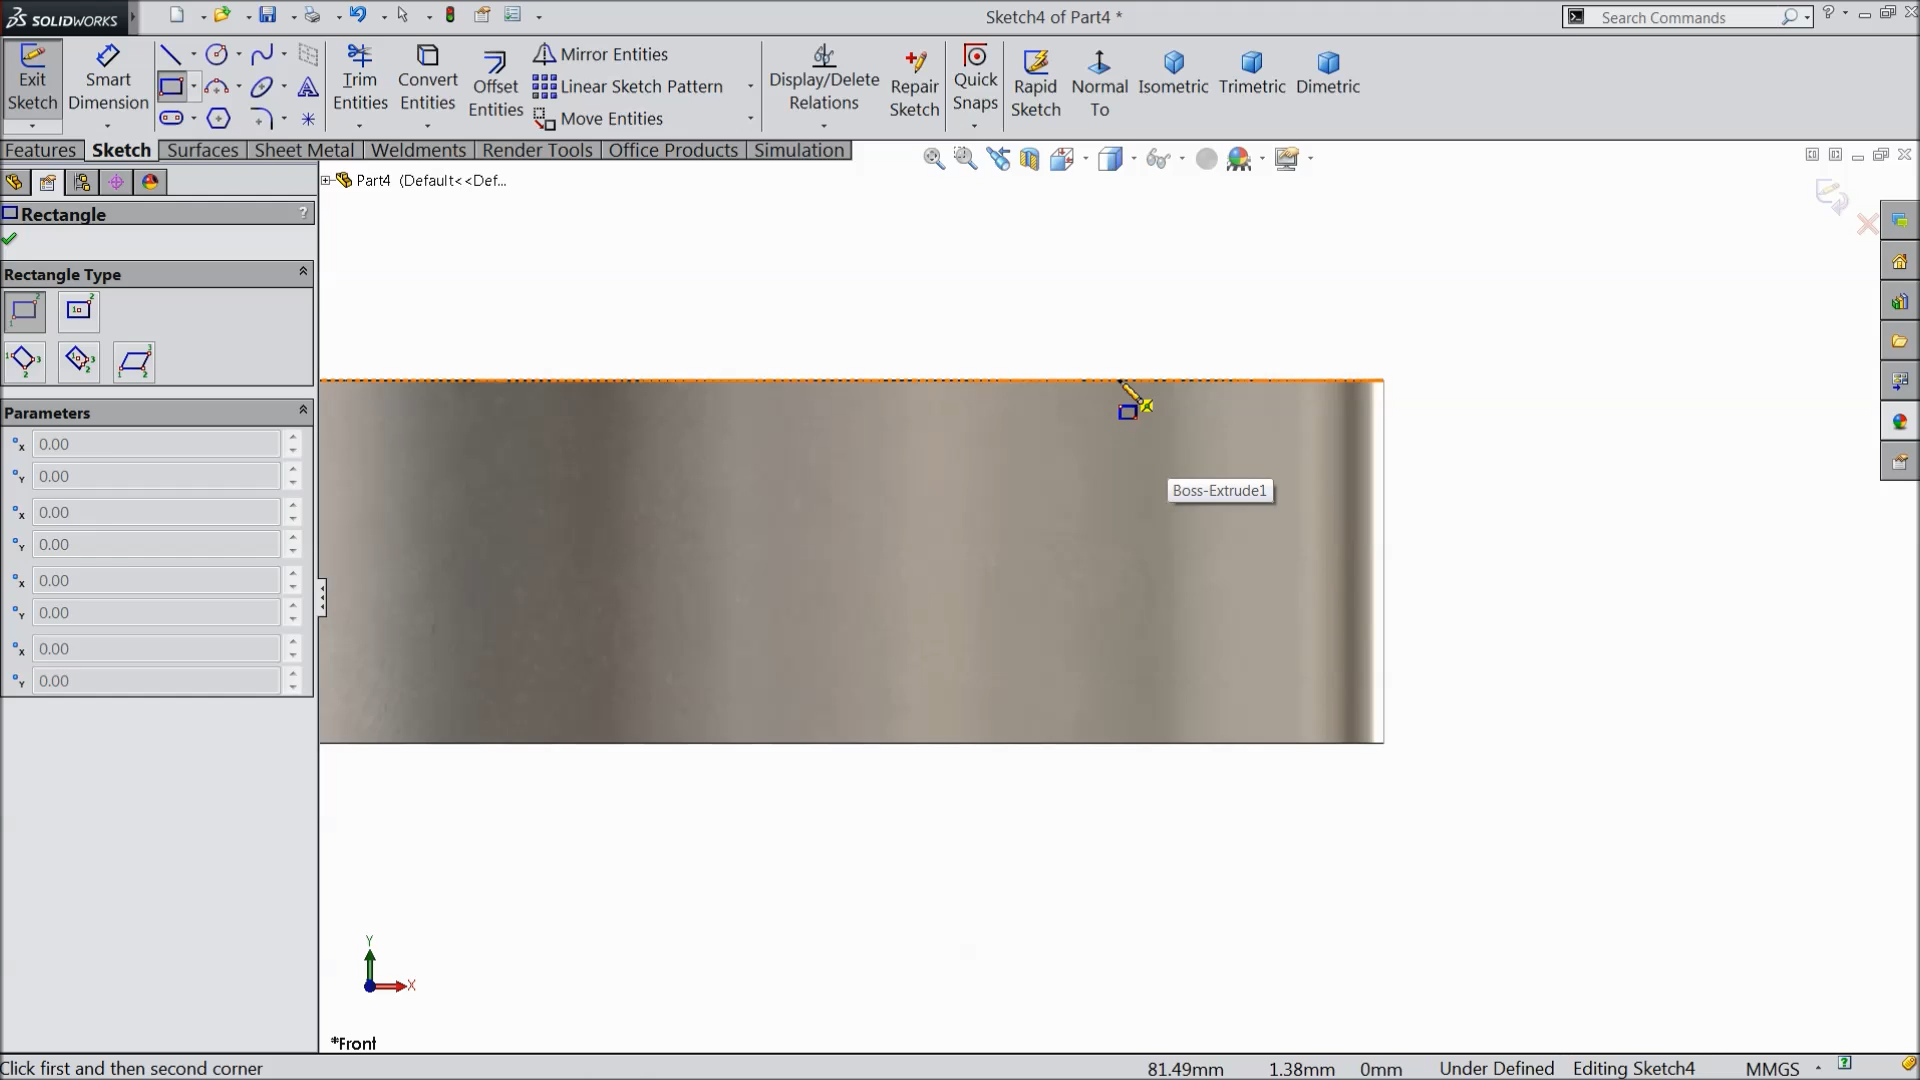 SOLIDWORKS
Sketch4 of Part4 *
Search Commands
Exit Sketch
Smart Dimension
Trim Entities
Convert Entities
Offset Entities
Mirror Entities
Linear Sketch Pattern
Move Entities
Display/Delete Relations
Repair Sketch
Quick Snaps
Rapid Sketch
Normal To
Isometric
Trimetric
Dimetric
Features
Sketch
Surfaces
Sheet Metal
Weldments
Render Tools
Office Products
Simulation
Part4 (Default<<Def...
Rectangle
?
Rectangle Type
Parameters
x 0.00
Y 0.00
x 0.00
Y 0.00
x 0.00
Y 0.00
x 0.00
Y 0.00
Boss-Extrude1
Y
X
*Front
Click first and then second corner
81.49mm
1.38mm
0mm
Under Defined
Editing Sketch4
MMGS